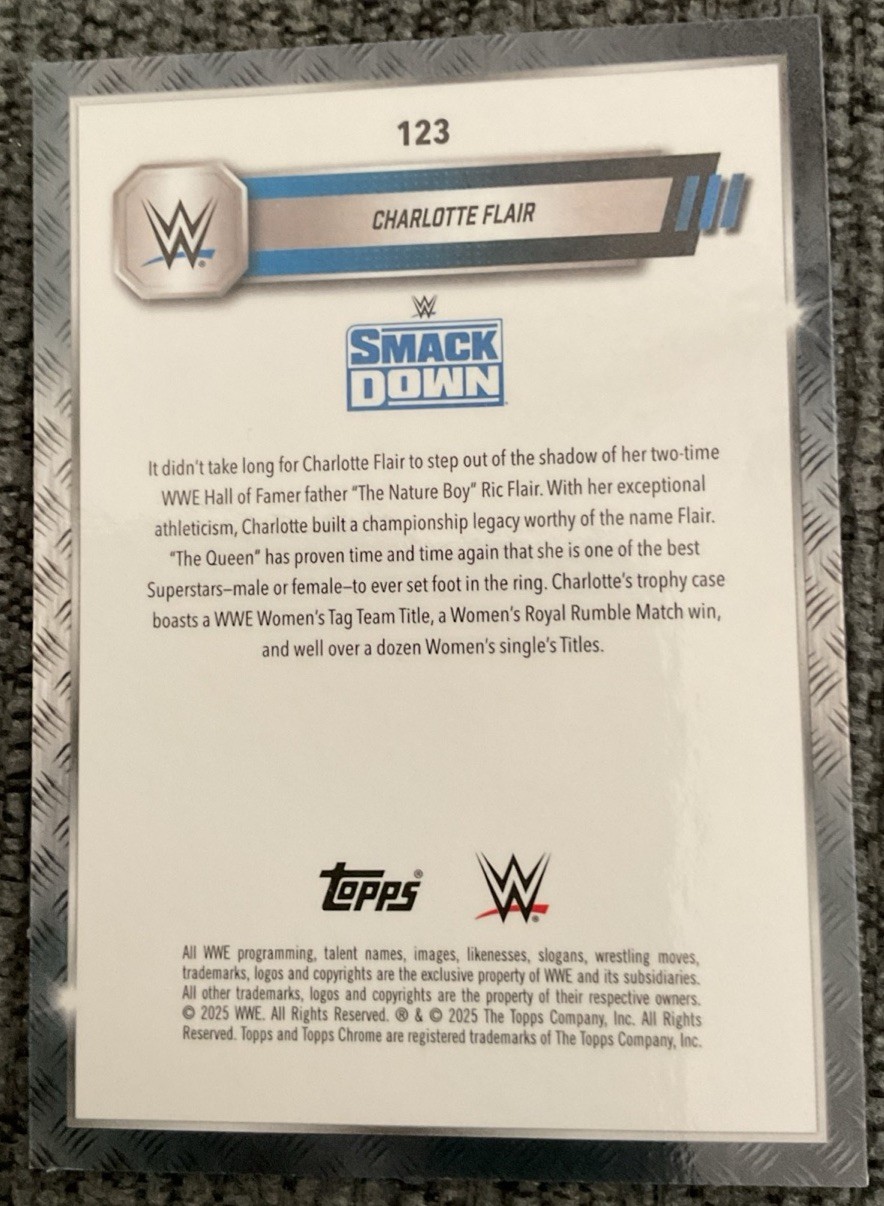 123
W
CHARLOTTE FLAIR
W
SMACK
DOWN
It didn't take long for Charlotte Flair to step out of the shadow of her two-time
WWE Hall of Famer father "The Nature Boy" Ric Flair. With her exceptional
athleticism, Charlotte built a championship legacy worthy of the name Flair.
"The Queen" has proven time and time again that she is one of the best
Superstars–male or female–to ever set foot in the ring. Charlotte's trophy case
boasts a WWE Women's Tag Team Title, a Women's Royal Rumble Match win,
and well over a dozen Women's single's Titles.
Topps® W®
All WWE programming, talent names, images, likenesses, slogans, wrestling moves,
trademarks, logos and copyrights are the exclusive property of WWE and its subsidiaries.
All other trademarks, logos and copyrights are the property of their respective owners.
© 2025 WWE. All Rights Reserved. ® & © 2025 The Topps Company, Inc. All Rights
Reserved. Topps and Topps Chrome are registered trademarks of The Topps Company, Inc.